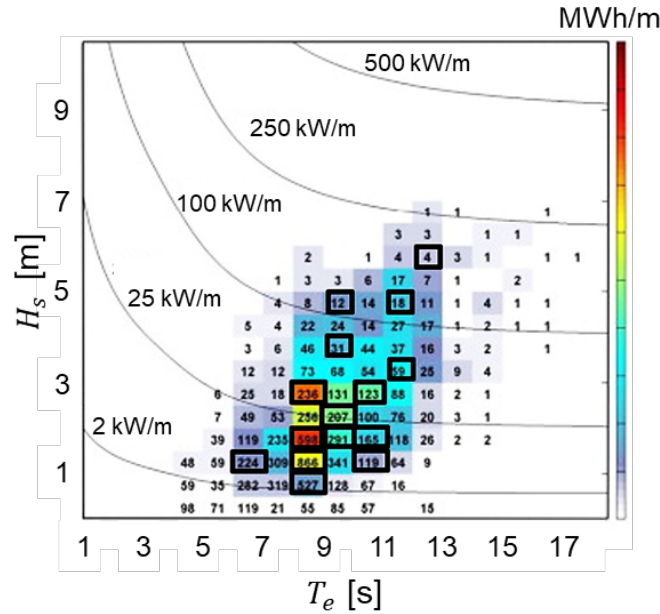 MWh/m
500 kW/m
9
250 kW/m
7
100 kW/m
1 1 1
3 3 1 1
2 1 4 4 3 1 1 1
1 3 3 6 17 7 1 2
5
4 8 12 14 18 11 1 4 1 1
25 kW/m
5 4 22 24 14 27 17 1 2 1 1
3 6 46 31 44 37 16 3 2 1
12 12 73 68 54 59 25 9 4
3
6 25 18 236 131 123 88 16 2 1
7 49 53 256 207 100 76 20 3 1
2 kW/m
39 119 235 598 291 165 118 26 2 2
1
48 59 224 309 866 341 119 64 9
59 35 282 319 527 128 67 16
98 71 119 21 55 85 57 15
H_s [m]
1 3 5 7 9 11 13 15 17
T_e [s]